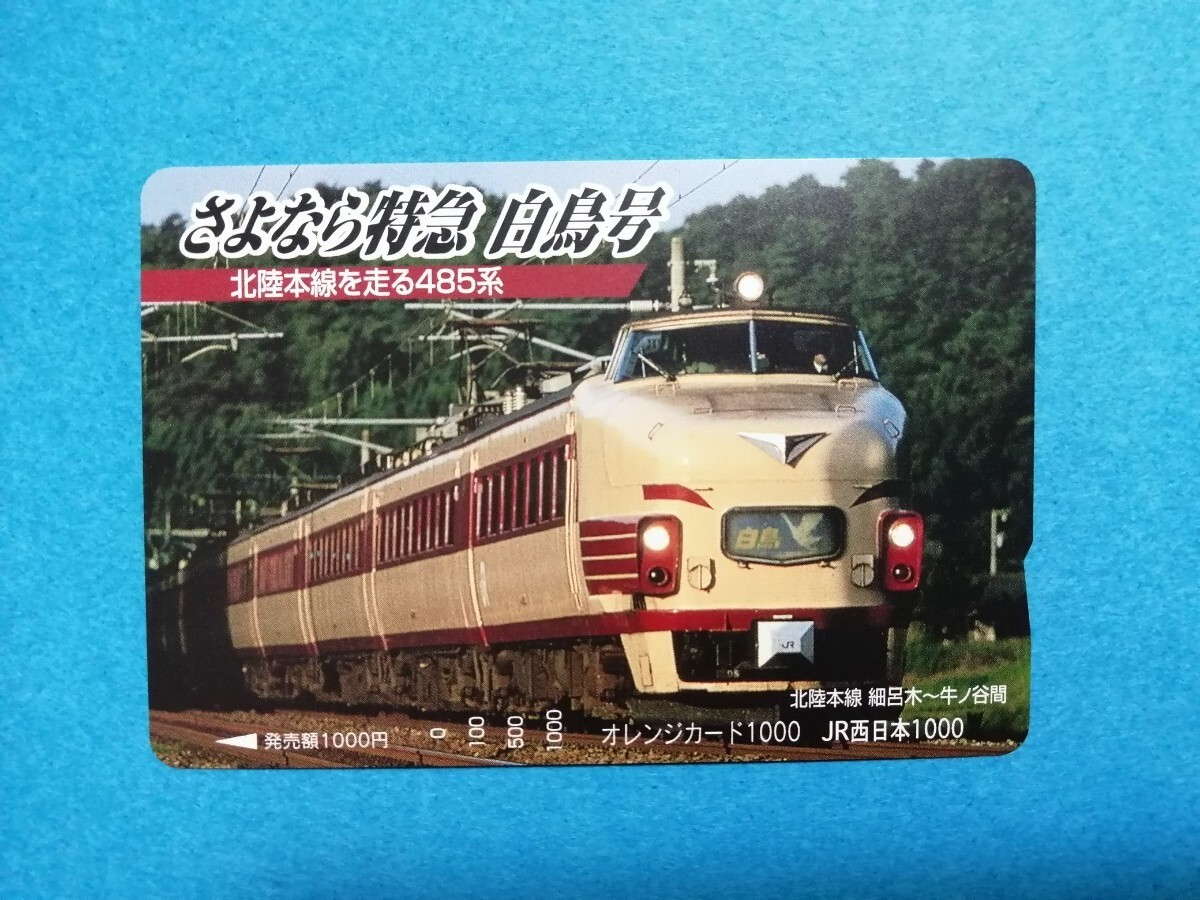 さよなら特急 白鳥号
北陸本線を走る485系
白鳥
JR
北陸本線 細呂木〜牛ノ谷間
発売額1000円
0 100 500 1000
オレンジカード1000 JR西日本1000